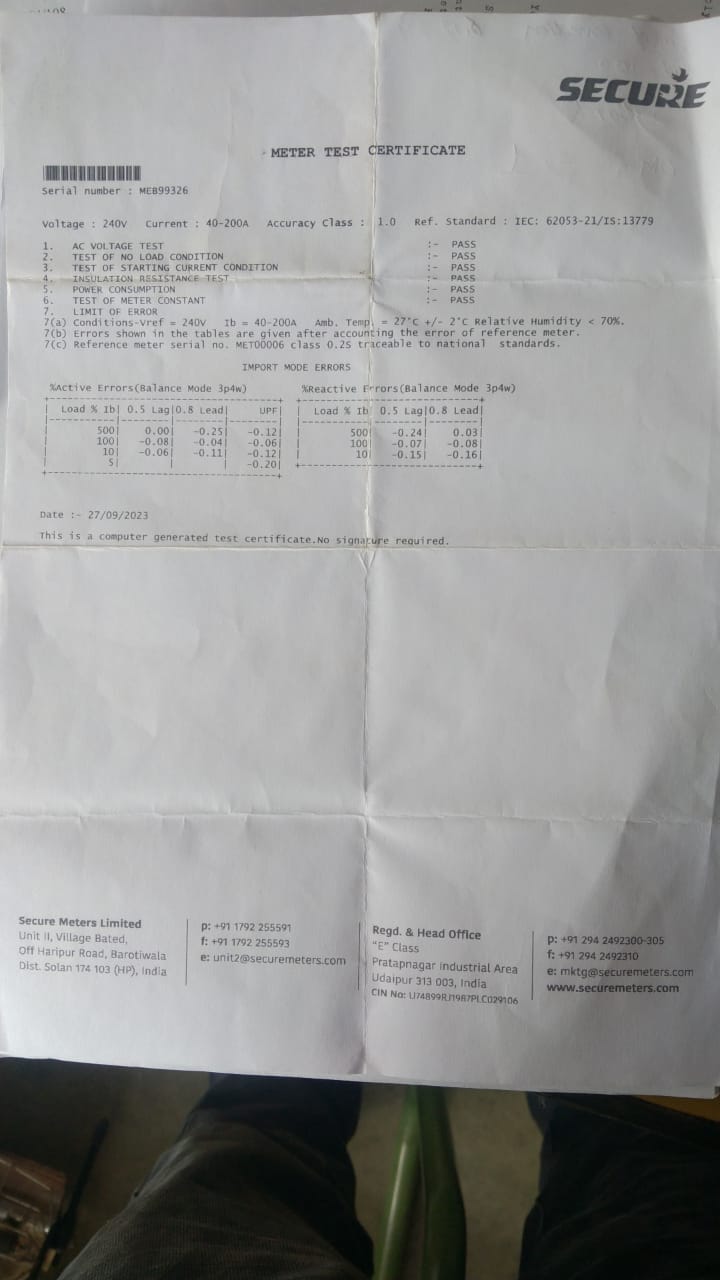 SECURE
METER TEST CERTIFICATE
Serial number : MEB99326
Voltage : 240V Current : 40-200A Accuracy Class : 1.0 Ref. Standard : IEC: 62053-21/IS:13779
1. AC VOLTAGE TEST :- PASS
2. TEST OF NO LOAD CONDITION :- PASS
3. TEST OF STARTING CURRENT CONDITION :- PASS
4. INSULATION RESISTANCE TEST :- PASS
5. POWER CONSUMPTION :- PASS
6. TEST OF METER CONSTANT :- PASS
7. LIMIT OF ERROR
7(a) Conditions-Vref = 240V Ib = 40-200A Amb. Temp. = 27°C +/- 2°C Relative Humidity < 70%.
7(b) Errors shown in the tables are given after accounting the error of reference meter.
7(c) Reference meter serial no. MET00006 class 0.2S traceable to national standards.
IMPORT MODE ERRORS
%Active Errors(Balance Mode 3p4w) %Reactive Errors(Balance Mode 3p4w)
| Load % Ib| 0.5 Lag|0.8 Lead| UPF| | Load % Ib| 0.5 Lag|0.8 Lead|
| 500| 0.00| -0.25| -0.12| | 500| -0.24| 0.03|
| 100| -0.08| -0.04| -0.06| | 100| -0.07| -0.08|
| 10| -0.06| -0.11| -0.12| | 10| -0.15| -0.16|
| 5| | | -0.20|
Date :- 27/09/2023
This is a computer generated test certificate.No signature required.
Secure Meters Limited
Unit II, Village Bated,
Off Haripur Road, Barotiwala
Dist. Solan 174 103 (HP), India
p: +91 1792 255591
f: +91 1792 255593
e: unit2@securemeters.com
Regd. & Head Office
"E" Class
Pratapnagar Industrial Area
Udaipur 313 003, India
CIN No: U74899RJ1987PLC029106
p: +91 294 2492300-305
f: +91 294 2492310
e: mktg@securemeters.com
www.securemeters.com